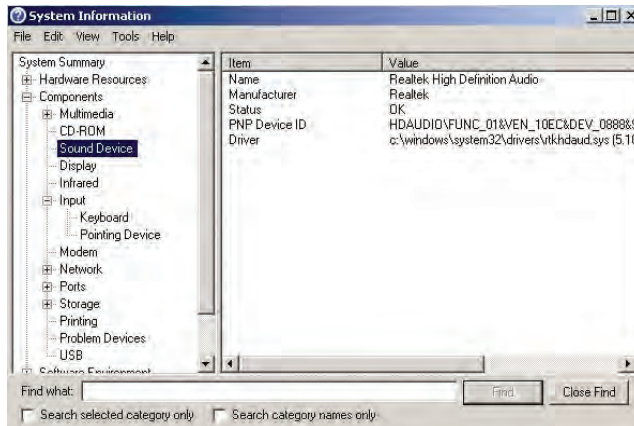 System Information
File Edit View Tools Help
System Summary
Hardware Resources
Components
Multimedia
CD-ROM
Sound Device
Display
Infrared
Input
Keyboard
Pointing Device
Modem
Network
Ports
Storage
Printing
Problem Devices
USB
Software Environment
Item Value
Name Realtek High Definition Audio
Manufacturer Realtek
Status OK
PNP Device ID HDAUDIO\FUNC_01&VEN_10EC&DEV_0888&S
Driver c:\windows\system32\drivers\rtkhdaud.sys (5.10
Find what: Find Close Find
Search selected category only Search category names only